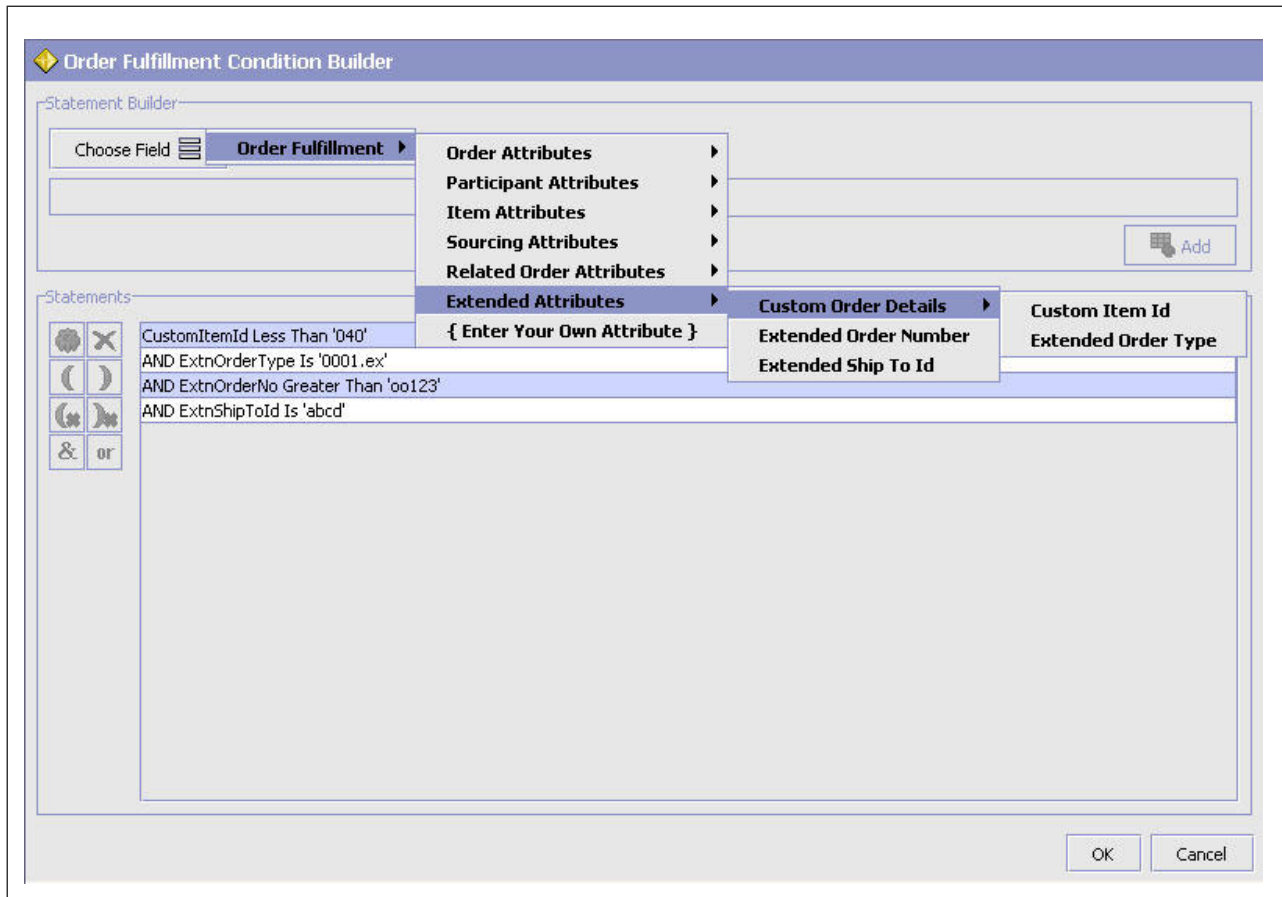 Order Fulfillment Condition Builder
Statement Builder
Choose Field
Order Fulfillment
Order Attributes
Participant Attributes
Item Attributes
Sourcing Attributes
Related Order Attributes
Extended Attributes
{ Enter Your Own Attribute }
Custom Order Details
Extended Order Number
Extended Ship To Id
Custom Item Id
Extended Order Type
Add
Statements
CustomItemId Less Than '040'
AND ExtnOrderType Is '0001.ex'
AND ExtnOrderNo Greater Than 'oo123'
AND ExtnShipToId Is 'abcd'
( )
( )
& or
OK Cancel